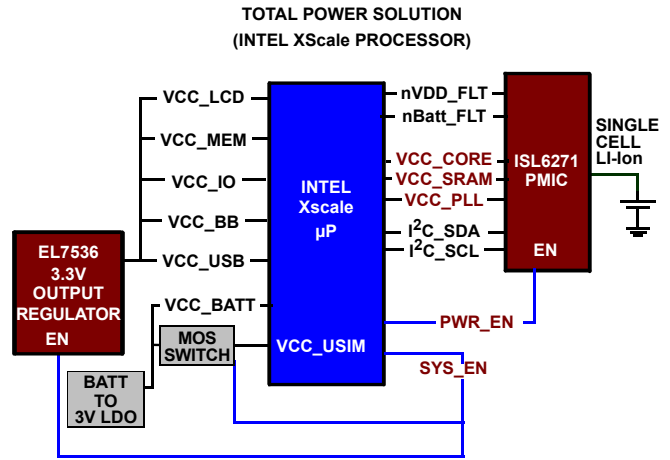 TOTAL POWER SOLUTION
(INTEL XScale PROCESSOR)
VCC_LCD
VCC_MEM
VCC_IO
VCC_BB
VCC_USB
VCC_BATT
EL7536
3.3V
OUTPUT
REGULATOR
EN
MOS
SWITCH
BATT
TO
3V LDO
INTEL
Xscale
µP
VCC_USIM
nVDD_FLT
nBatt_FLT
VCC_CORE
VCC_SRAM
VCC_PLL
I²C_SDA
I²C_SCL
PWR_EN
SYS_EN
ISL6271
PMIC
EN
SINGLE
CELL
LI-Ion